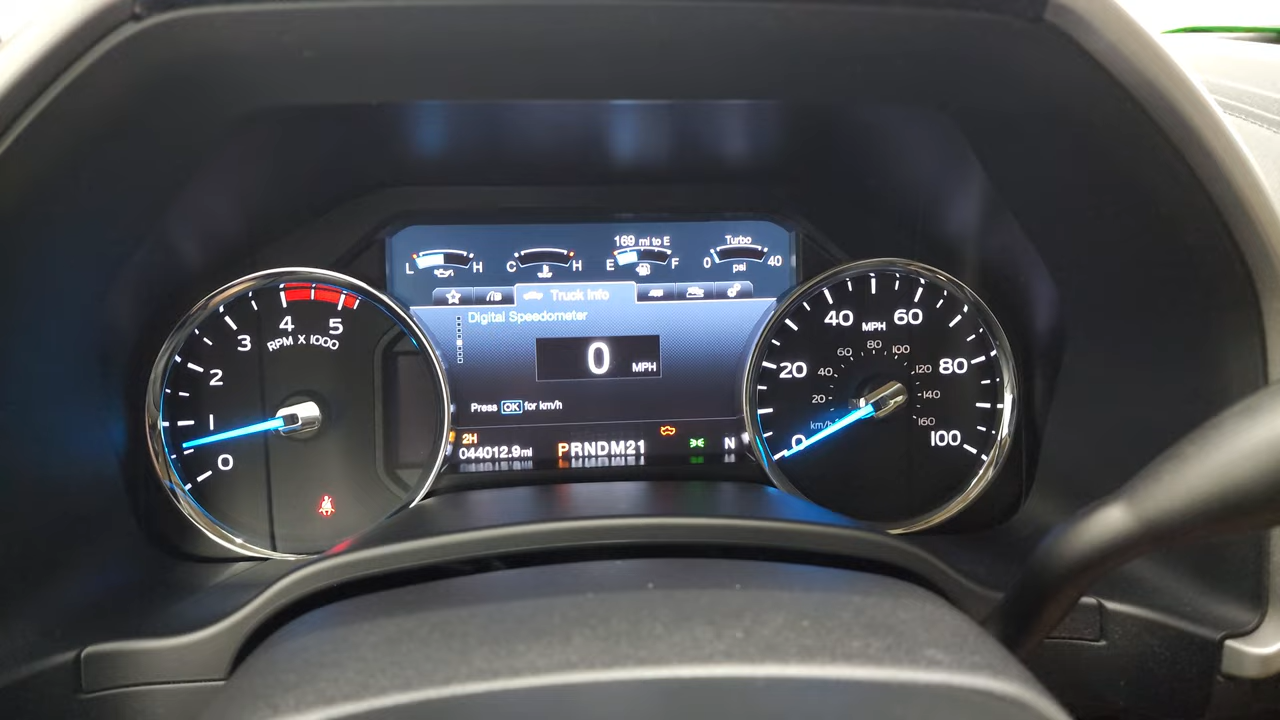 169 mi to E
Turbo
L H C H E F 0 40
psi
Truck Info
Digital Speedometer
0 MPH
Press OK for km/h
2H
044012.9mi PRNDM21 N
4 5
3
RPM X 1000
2
1
0
40 60
MPH
80
60 100
20 40 120 80
20 140
km/h 160
0 100